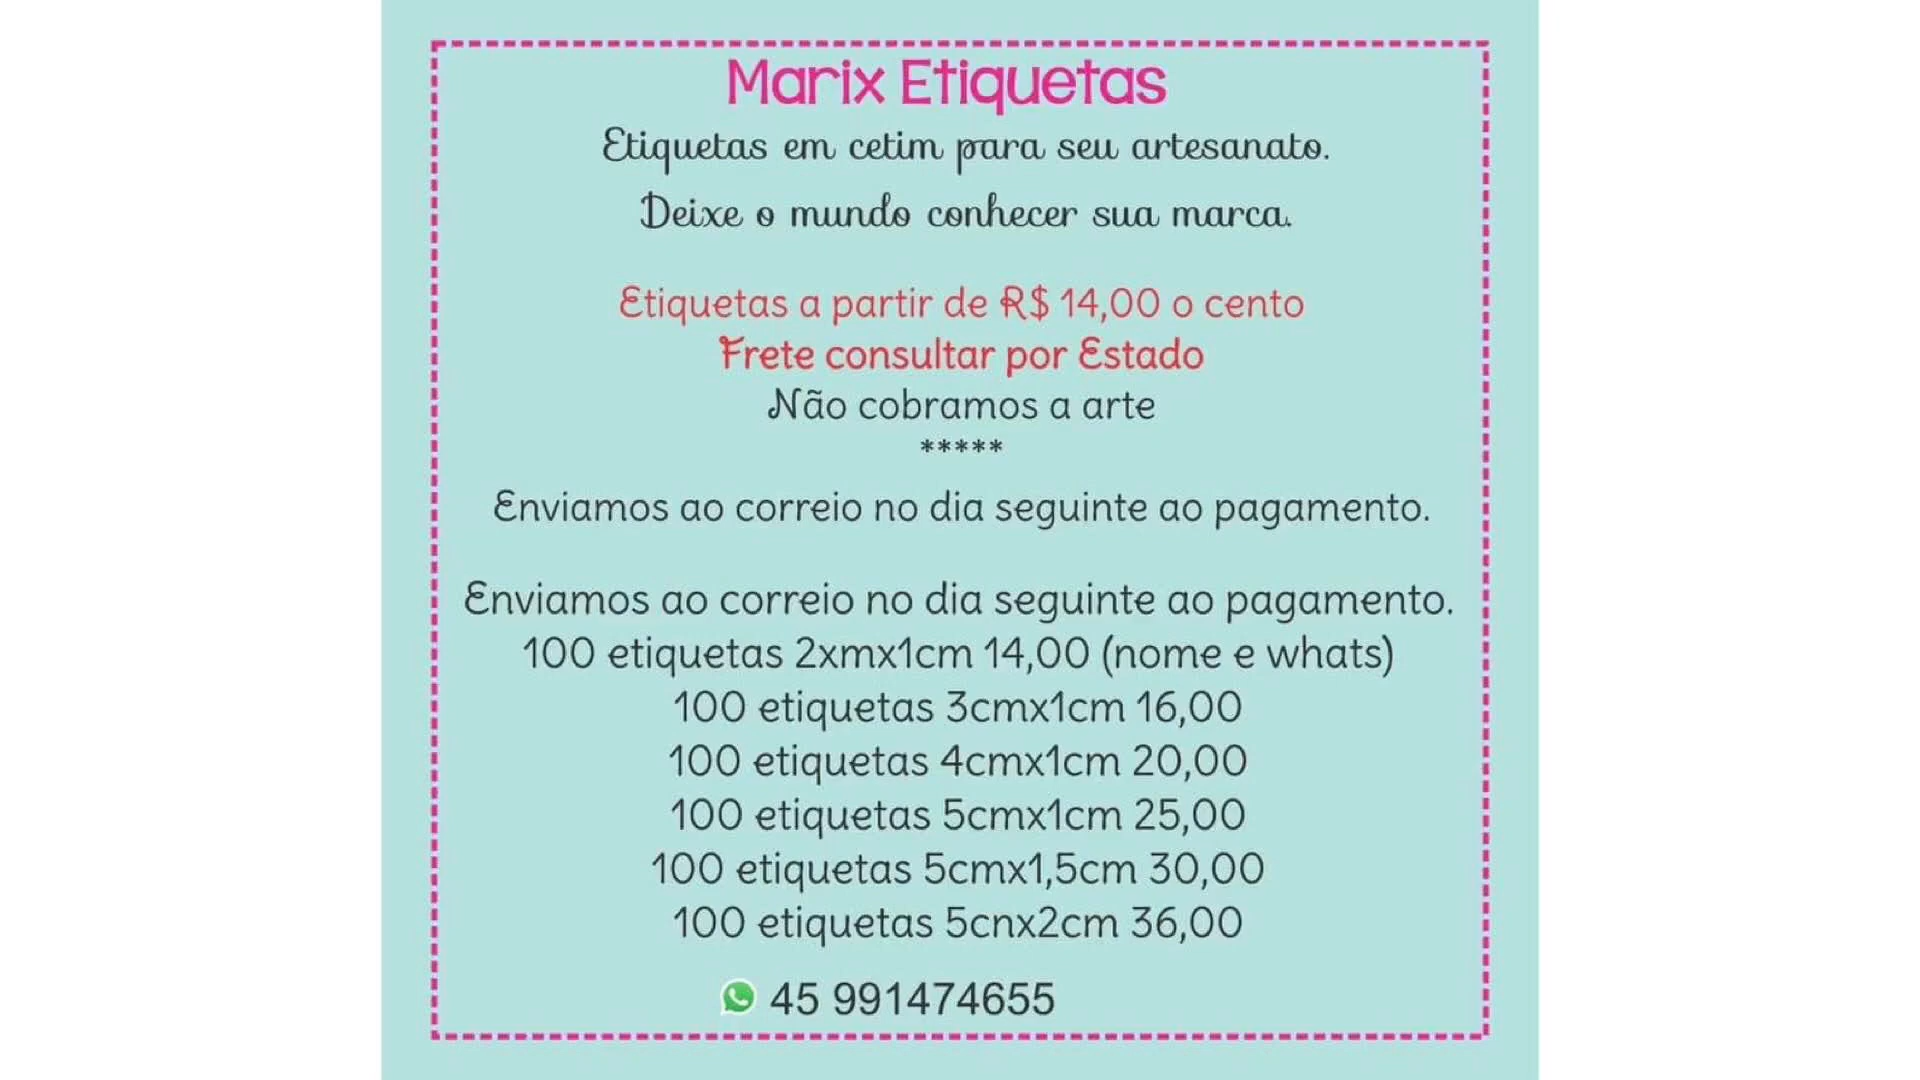 Marix Etiquetas
Etiquetas em cetim para seu artesanato.
Deixe o mundo conhecer sua marca.
Etiquetas a partir de R$ 14,00 o cento
Frete consultar por Estado
Não cobramos a arte
*****
Enviamos ao correio no dia seguinte ao pagamento.
Enviamos ao correio no dia seguinte ao pagamento.
100 etiquetas 2xmx1cm 14,00 (nome e whats)
100 etiquetas 3cmx1cm 16,00
100 etiquetas 4cmx1cm 20,00
100 etiquetas 5cmx1cm 25,00
100 etiquetas 5cmx1,5cm 30,00
100 etiquetas 5cnx2cm 36,00
45 991474655